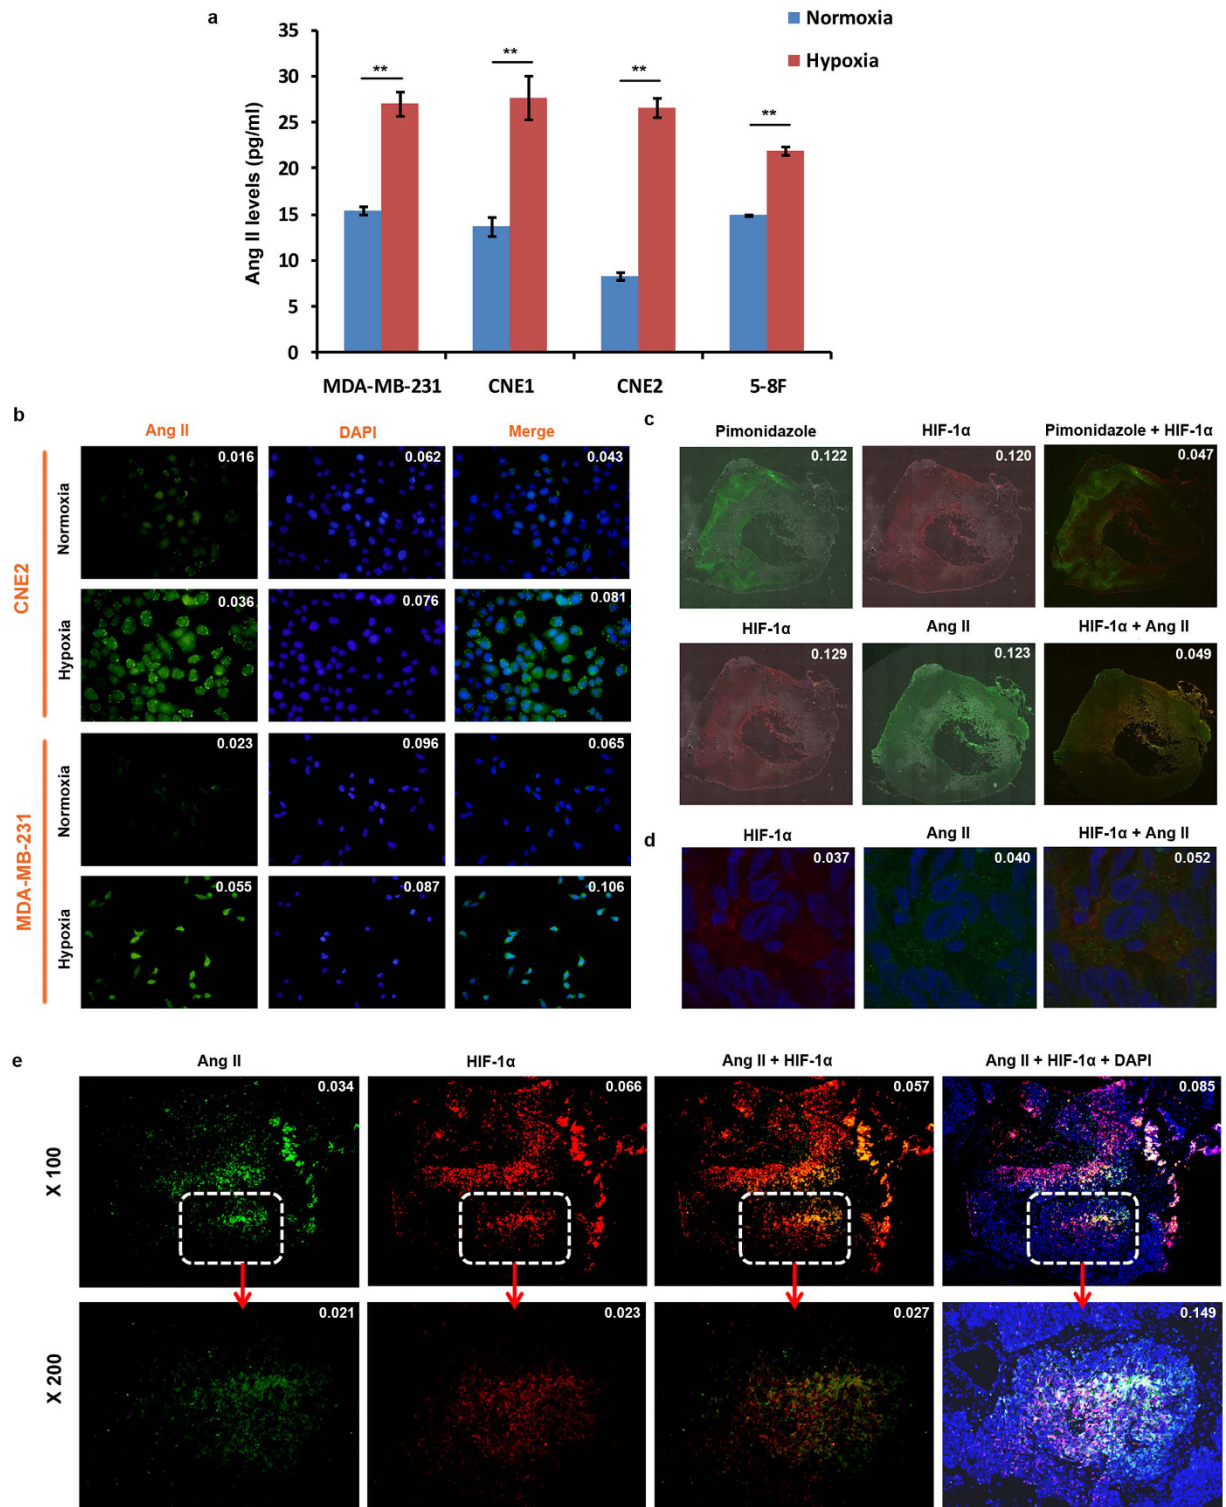 a
Normoxia
Hypoxia
Ang II levels (pg/ml)
35
30
25
20
15
10
5
0
**
**
**
**
MDA-MB-231
CNE1
CNE2
5-8F
b
Ang II
DAPI
Merge
CNE2
Normoxia
0.016
0.062
0.043
Hypoxia
0.036
0.076
0.081
MDA-MB-231
Normoxia
0.023
0.096
0.065
Hypoxia
0.055
0.087
0.106
c
Pimonidazole
HIF-1α
Pimonidazole + HIF-1α
0.122
0.120
0.047
HIF-1α
Ang II
HIF-1α + Ang II
0.129
0.123
0.049
d
HIF-1α
Ang II
HIF-1α + Ang II
0.037
0.040
0.052
e
Ang II
HIF-1α
Ang II + HIF-1α
Ang II + HIF-1α + DAPI
X 100
0.034
0.066
0.057
0.085
X 200
0.021
0.023
0.027
0.149